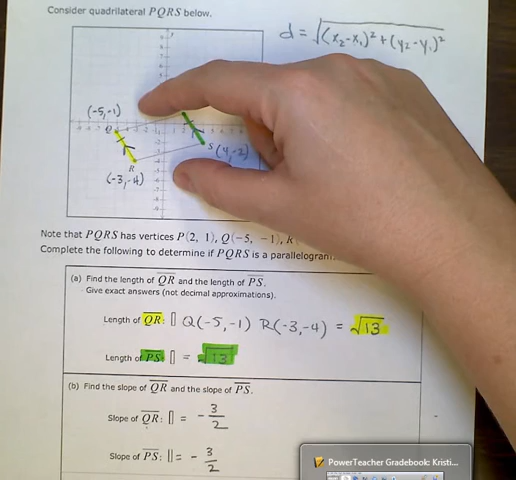 Consider quadrilateral PQRS below.
d = √(x₂-x₁)² + (y₂-y₁)²
(-5,-1)
Q
S (4,-2)
R
(-3,-4)
Note that PQRS has vertices P(2, 1), Q(-5, -1), R
Complete the following to determine if PQRS is a parallelogram
(a) Find the length of QR and the length of PS.
Give exact answers (not decimal approximations).
Length of QR: Q(-5,-1) R(-3,-4) = √13
Length of PS: = √13
(b) Find the slope of QR and the slope of PS.
Slope of QR: = -3/2
Slope of PS: = -3/2
PowerTeacher Gradebook: Kristi...